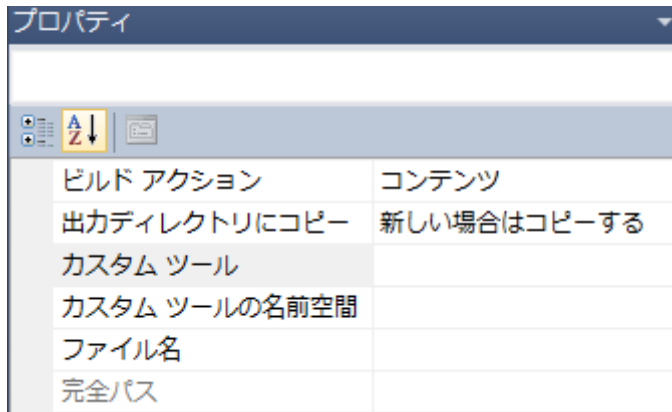 プロパティ
A
Z
ビルド アクション コンテンツ
出力ディレクトリにコピー 新しい場合はコピーする
カスタム ツール
カスタム ツールの名前空間
ファイル名
完全パス